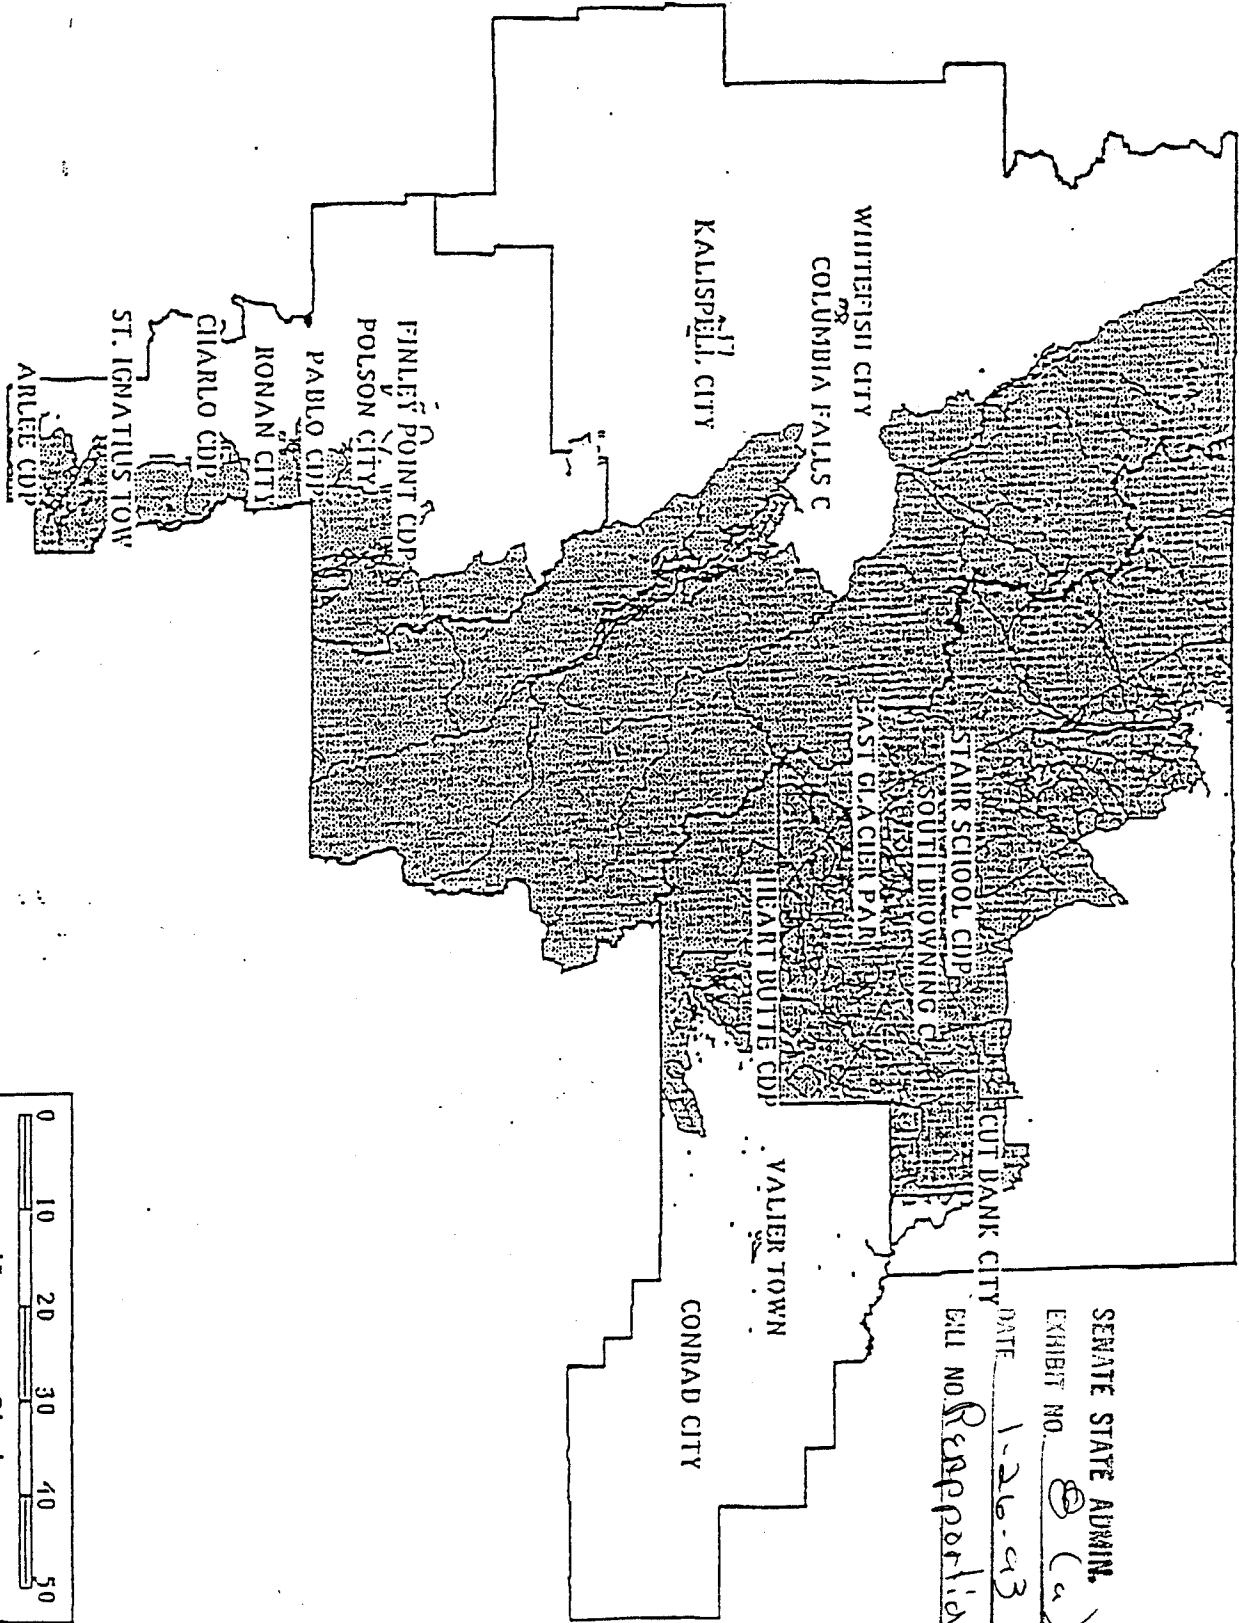 SENATE STATE ADMIN.
EXHIBIT NO. 8 (a)
DATE 1-26-93
BILL NO.
WHITEFISH CITY
COLUMBIA FALLS C
KALISPELL CITY
STARR SCHOOL CDP
SOUTH BROWNING C
EAST GLACIER PAR
HEART BUTTE CDP
CUT BANK CITY
VALIER TOWN
CONRAD CITY
FINLEY POINT CDP
POLSON CITY
PABLO CDP
RONAN CITY
CHARLO CDP
ST. IGNATIUS TOW
ARLEE CDP
0 10 20 30 40 50